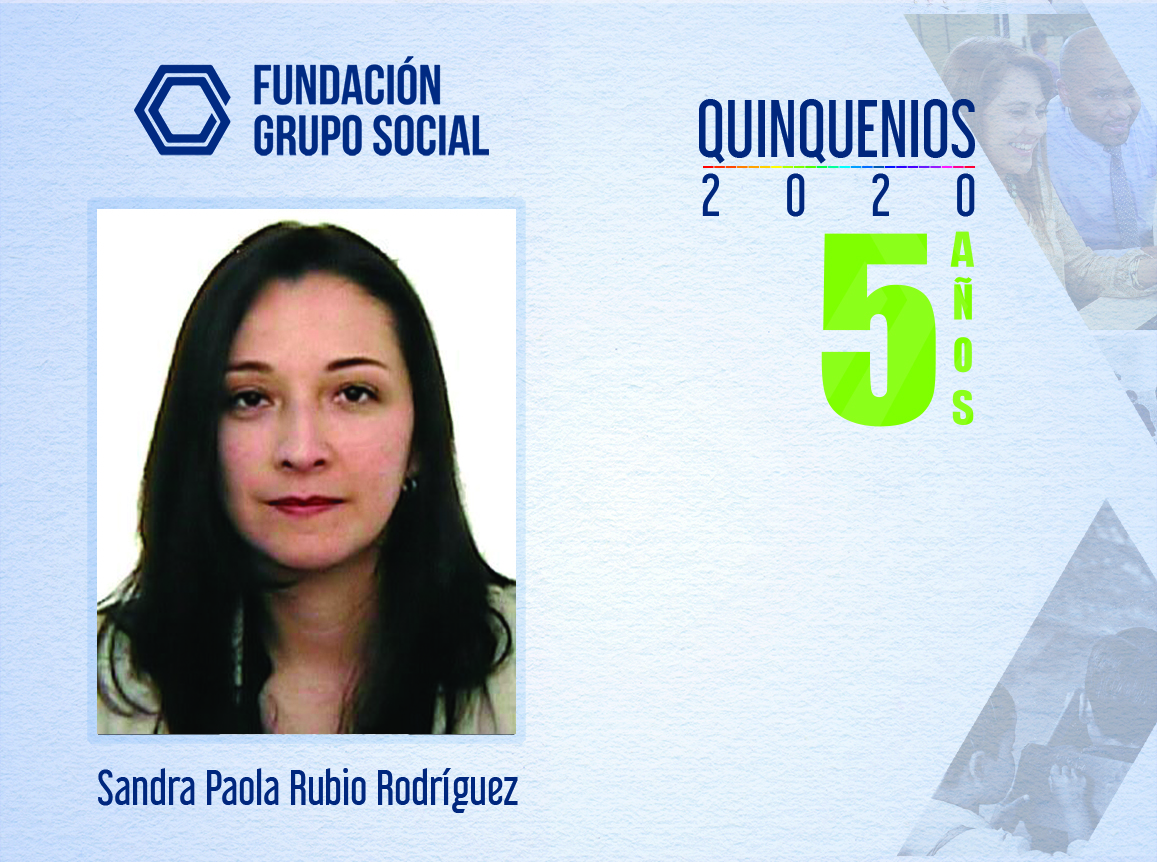 FUNDACIÓN
GRUPO SOCIAL
QUINQUENIOS
2020
5 AÑOS
Sandra Paola Rubio Rodríguez